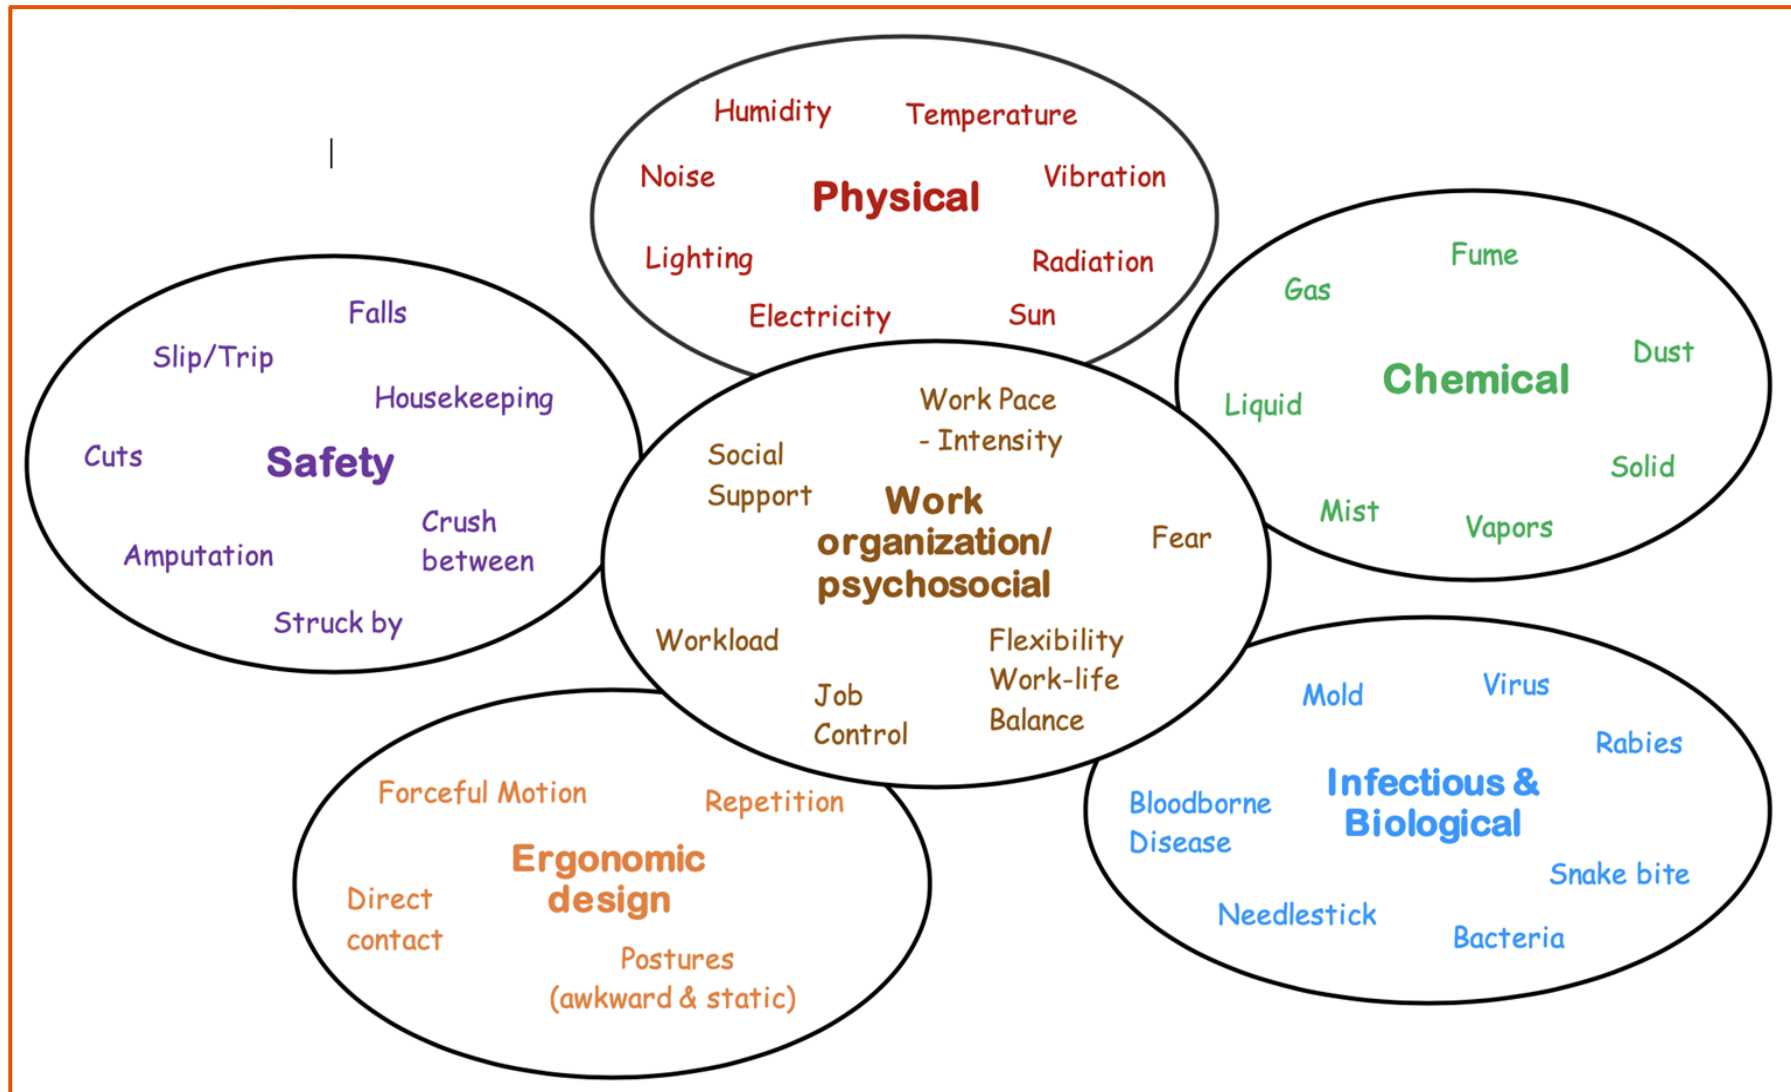 Humidity
Temperature
Noise
Physical
Vibration
Lighting
Radiation
Electricity
Sun
Fume
Gas
Dust
Chemical
Liquid
Solid
Mist
Vapors
Falls
Slip/Trip
Housekeeping
Cuts
Safety
Crush
between
Amputation
Struck by
Work Pace
- Intensity
Social
Support
Work
organization/
psychosocial
Fear
Workload
Flexibility
Work-life
Balance
Job
Control
Forceful Motion
Repetition
Ergonomic
design
Direct
contact
Postures
(awkward & static)
Mold
Virus
Rabies
Infectious &
Biological
Bloodborne
Disease
Snake bite
Needlestick
Bacteria